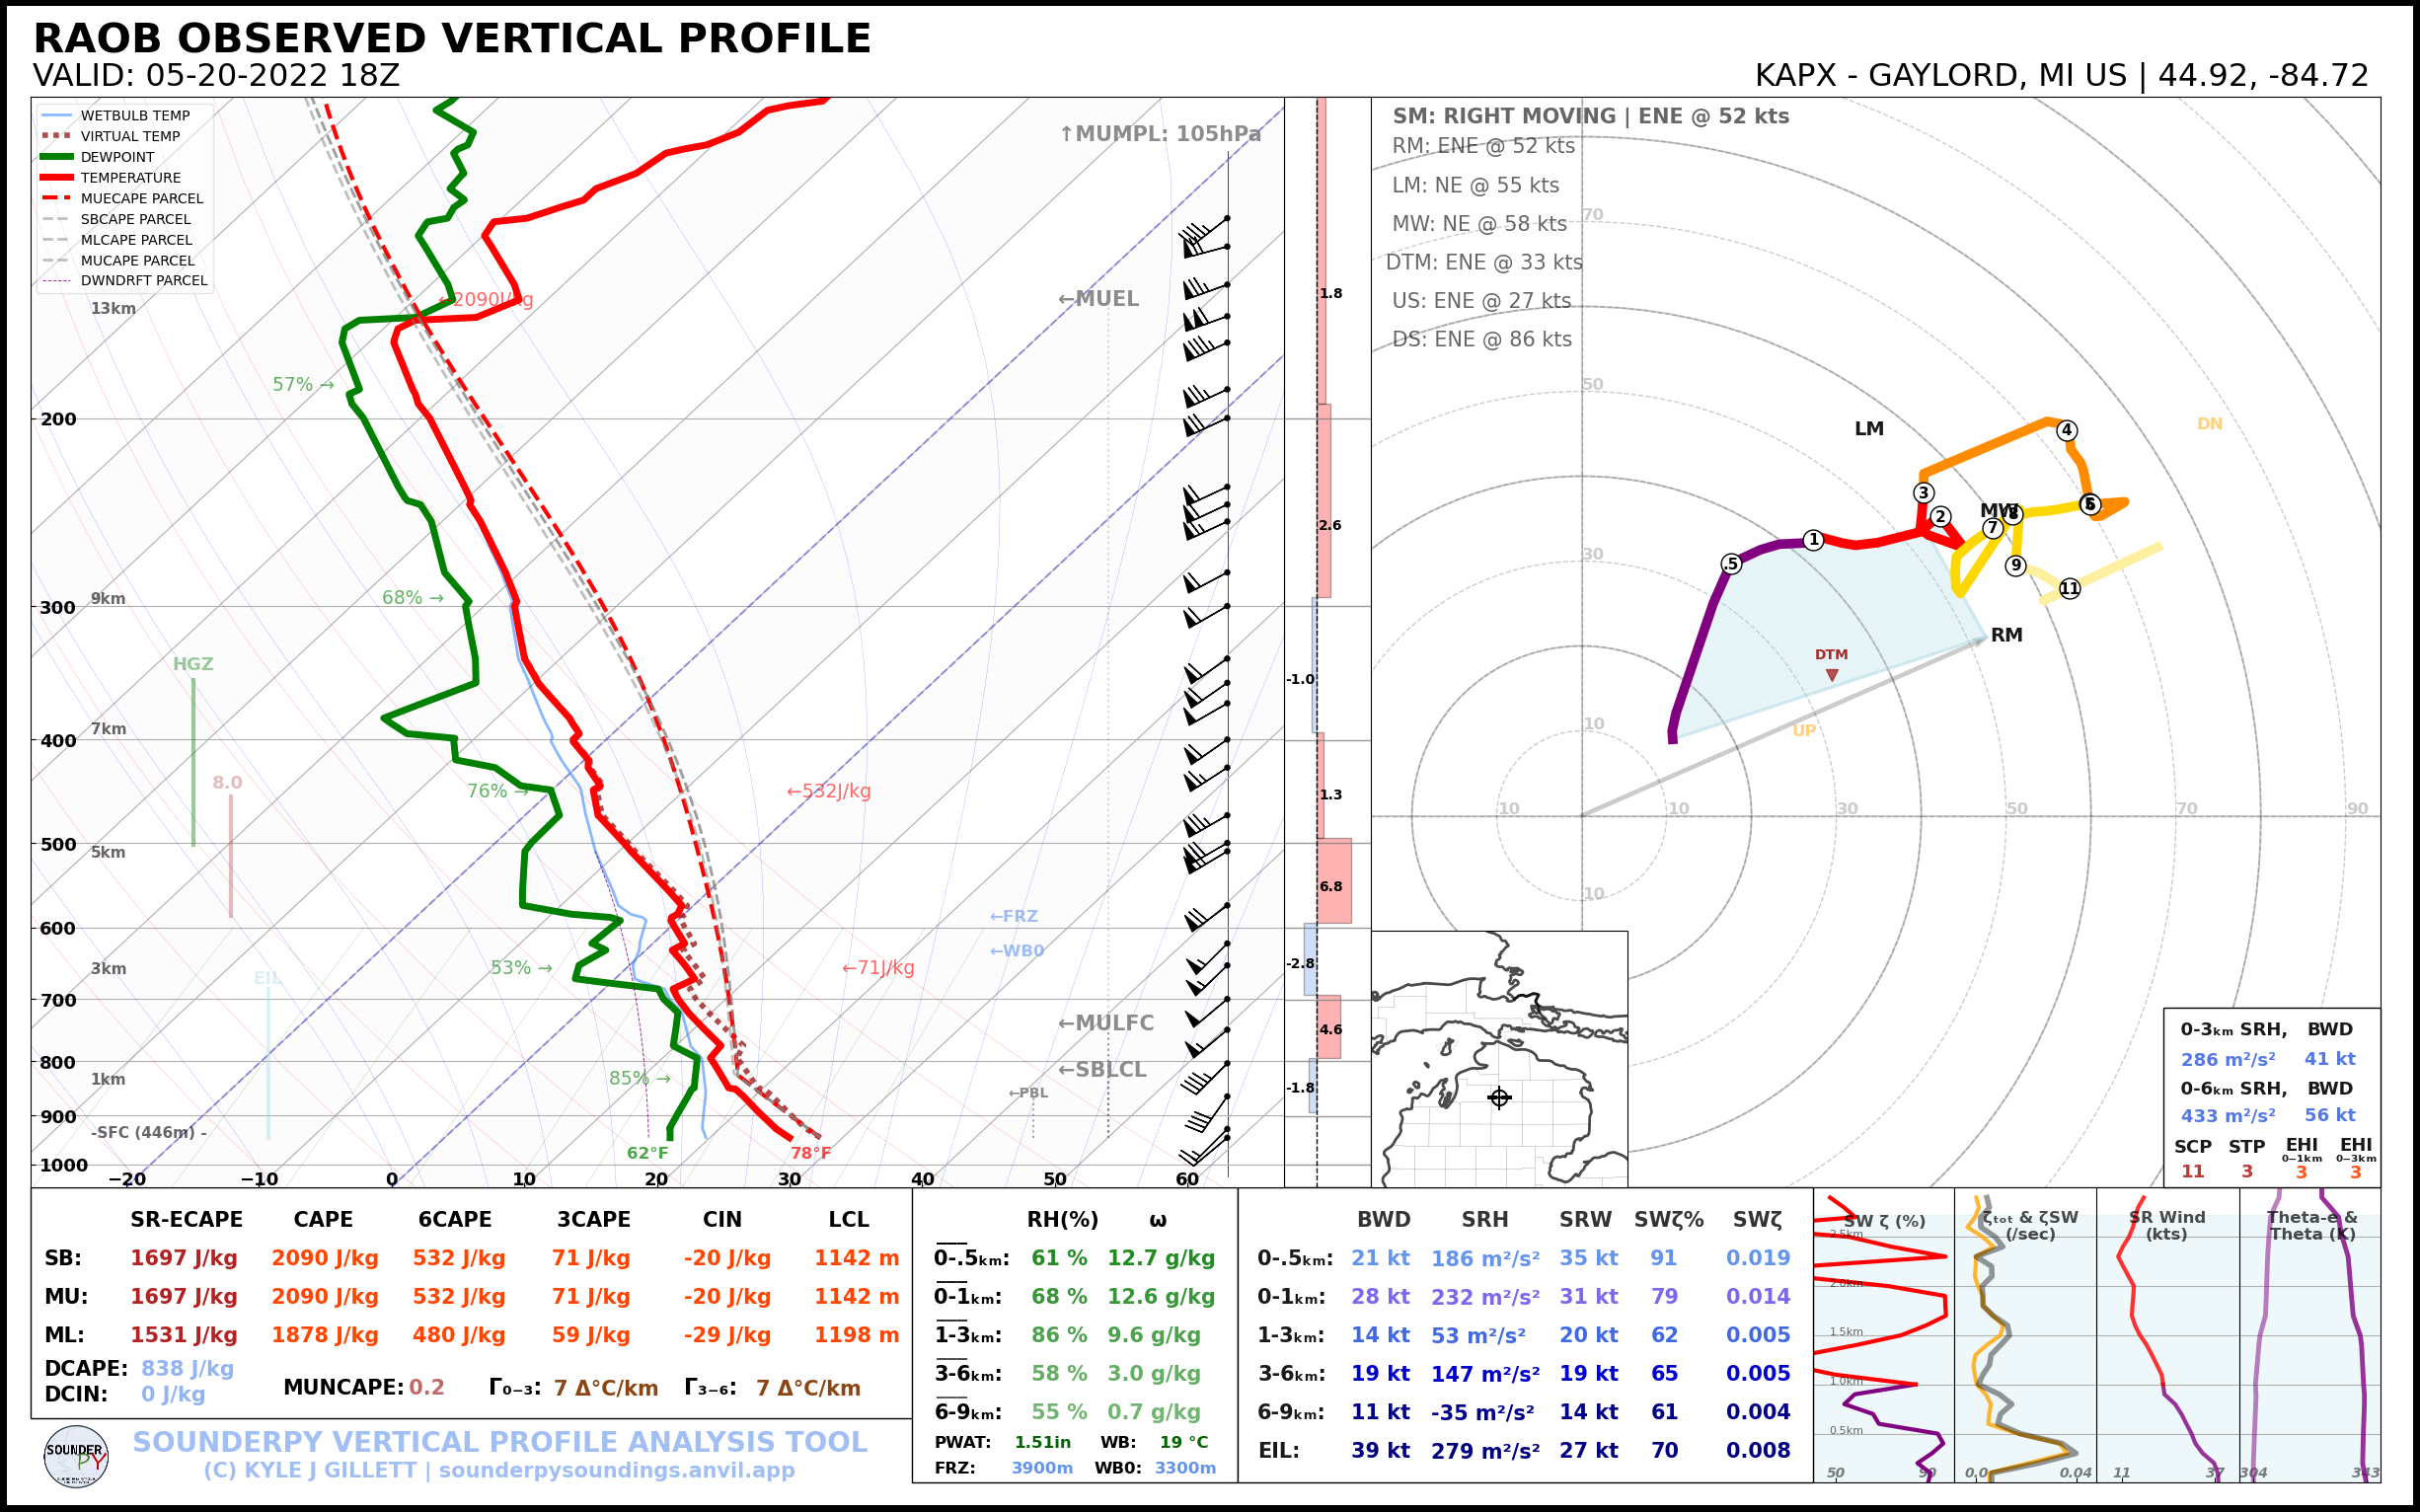 RAOB OBSERVED VERTICAL PROFILE
VALID: 05-20-2022 18Z
KAPX - GAYLORD, MI US | 44.92, -84.72
WETBULB TEMP
VIRTUAL TEMP
DEWPOINT
TEMPERATURE
MUECAPE PARCEL
SBCAPE PARCEL
MLCAPE PARCEL
MUCAPE PARCEL
DWNDRFT PARCEL
↑MUMPL: 105hPa
←2090J/kg
←MUEL
13km
57% →
200
9km
68% →
300
HGZ
7km
400
8.0
76% →
←532J/kg
500
5km
←FRZ
600
←WB0
3km
53% →
←71J/kg
EIL
700
←MULFC
800
←SBLCL
1km
85% →
←PBL
900
-SFC (446m) -
62°F
78°F
1000
−20 −10 0 10 20 30 40 50 60
1.8
2.6
-1.0
1.3
6.8
-2.8
4.6
-1.8
SM: RIGHT MOVING | ENE @ 52 kts
RM: ENE @ 52 kts
LM: NE @ 55 kts
MW: NE @ 58 kts
DTM: ENE @ 33 kts
US: ENE @ 27 kts
DS: ENE @ 86 kts
70
50
30
10
10
10 10 30 50 70 90
LM
DN
MW
RM
DTM
UP
.5 1 2 3 4 6 7 8 9 11
0-3km SRH, BWD
286 m²/s² 41 kt
0-6km SRH, BWD
433 m²/s² 56 kt
SCP STP EHI EHI
0−1km 0−3km
11 3 3 3
SR-ECAPE CAPE 6CAPE 3CAPE CIN LCL
SB: 1697 J/kg 2090 J/kg 532 J/kg 71 J/kg -20 J/kg 1142 m
MU: 1697 J/kg 2090 J/kg 532 J/kg 71 J/kg -20 J/kg 1142 m
ML: 1531 J/kg 1878 J/kg 480 J/kg 59 J/kg -29 J/kg 1198 m
DCAPE: 838 J/kg
DCIN: 0 J/kg
MUNCAPE: 0.2 Γ₀₋₃: 7 Δ°C/km Γ₃₋₆: 7 Δ°C/km
RH(%) ω
0-.5km: 61 % 12.7 g/kg
0-1km: 68 % 12.6 g/kg
1-3km: 86 % 9.6 g/kg
3-6km: 58 % 3.0 g/kg
6-9km: 55 % 0.7 g/kg
PWAT: 1.51in WB: 19 °C
FRZ: 3900m WB0: 3300m
BWD SRH SRW SWζ% SWζ
0-.5km: 21 kt 186 m²/s² 35 kt 91 0.019
0-1km: 28 kt 232 m²/s² 31 kt 79 0.014
1-3km: 14 kt 53 m²/s² 20 kt 62 0.005
3-6km: 19 kt 147 m²/s² 19 kt 65 0.005
6-9km: 11 kt -35 m²/s² 14 kt 61 0.004
EIL: 39 kt 279 m²/s² 27 kt 70 0.008
SW ζ (%)
2.5km
2.0km
1.5km
1.0km
0.5km
50 90
ζtot & ζSW
(/sec)
0.0 0.04
SR Wind
(kts)
11 37
Theta-e &
Theta (K)
304 343
SOUNDER
PY
SOUNDERPY VERTICAL PROFILE ANALYSIS TOOL
(C) KYLE J GILLETT | sounderpysoundings.anvil.app